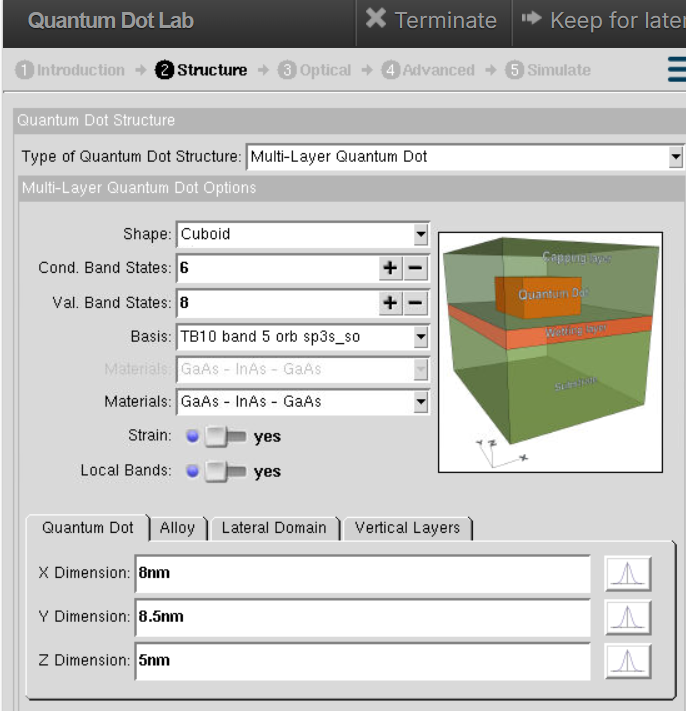 Quantum Dot Lab
Terminate
Keep for later
1 Introduction → 2 Structure → 3 Optical → 4 Advanced → 5 Simulate
Quantum Dot Structure
Type of Quantum Dot Structure: Multi-Layer Quantum Dot
Multi-Layer Quantum Dot Options
Shape: Cuboid
Cond. Band States: 6
Val. Band States: 8
Basis: TB10 band 5 orb sp3s_so
Materials: GaAs - InAs - GaAs
Materials: GaAs - InAs - GaAs
Strain: yes
Local Bands: yes
Capping layer
Quantum Dot
Wetting layer
Substrate
Y Z X
Quantum Dot Alloy Lateral Domain Vertical Layers
X Dimension: 8nm
Y Dimension: 8.5nm
Z Dimension: 5nm